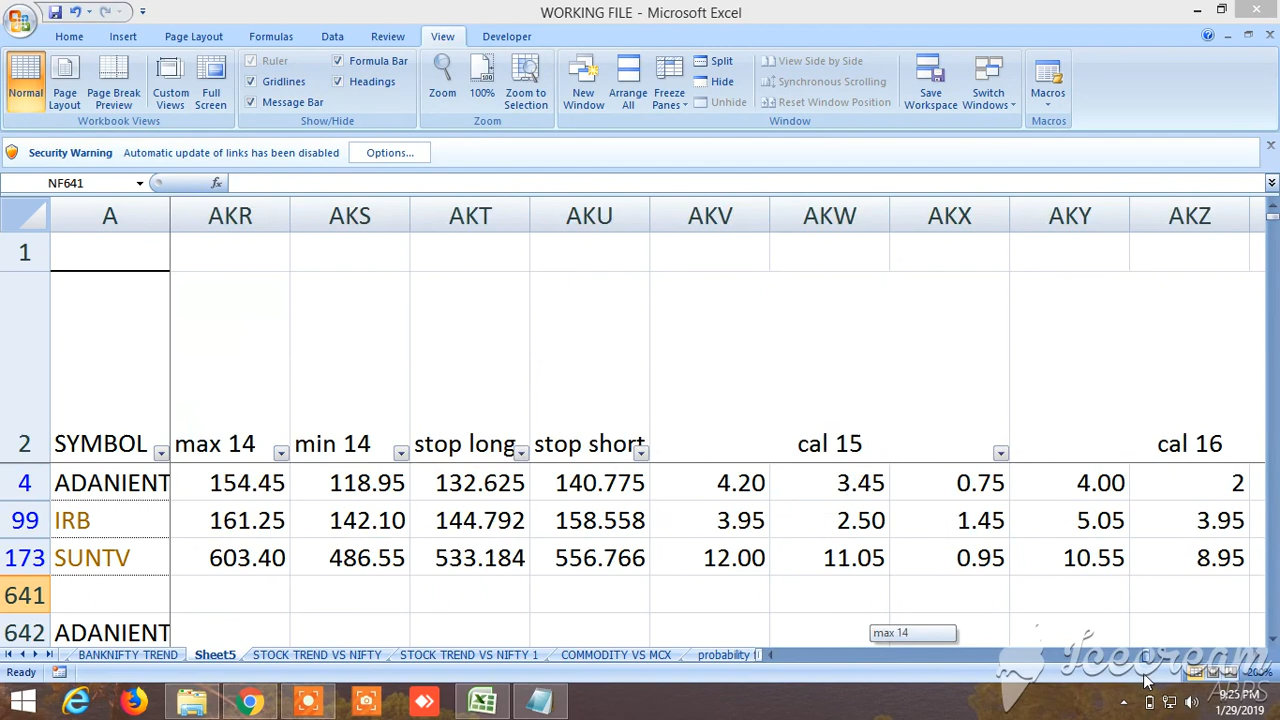 WORKING FILE - Microsoft Excel
Home Insert Page Layout Formulas Data Review View Developer
Ruler Formula Bar
Gridlines Headings
Message Bar
Normal Page Layout Page Break Preview Custom Views Full Screen
Workbook Views Show/Hide
Zoom 100% Zoom to Selection
Zoom
New Window Arrange All Freeze Panes
Split View Side by Side
Hide Synchronous Scrolling
Unhide Reset Window Position
Save Workspace Switch Windows
Window
Macros
Macros
Security Warning Automatic update of links has been disabled Options...
NF641 fx
A AKR AKS AKT AKU AKV AKW AKX AKY AKZ
1
2 SYMBOL max 14 min 14 stop long stop short cal 15 cal 16
4 ADANIENT 154.45 118.95 132.625 140.775 4.20 3.45 0.75 4.00 2
99 IRB 161.25 142.10 144.792 158.558 3.95 2.50 1.45 5.05 3.95
173 SUNTV 603.40 486.55 533.184 556.766 12.00 11.05 0.95 10.55 8.95
641
642 ADANIENT
max 14
BANKNIFTY TREND Sheet5 STOCK TREND VS NIFTY STOCK TREND VS NIFTY 1 COMMODITY VS MCX probability
Icecream
APPS
Ready 200%
9:25 PM
1/29/2019